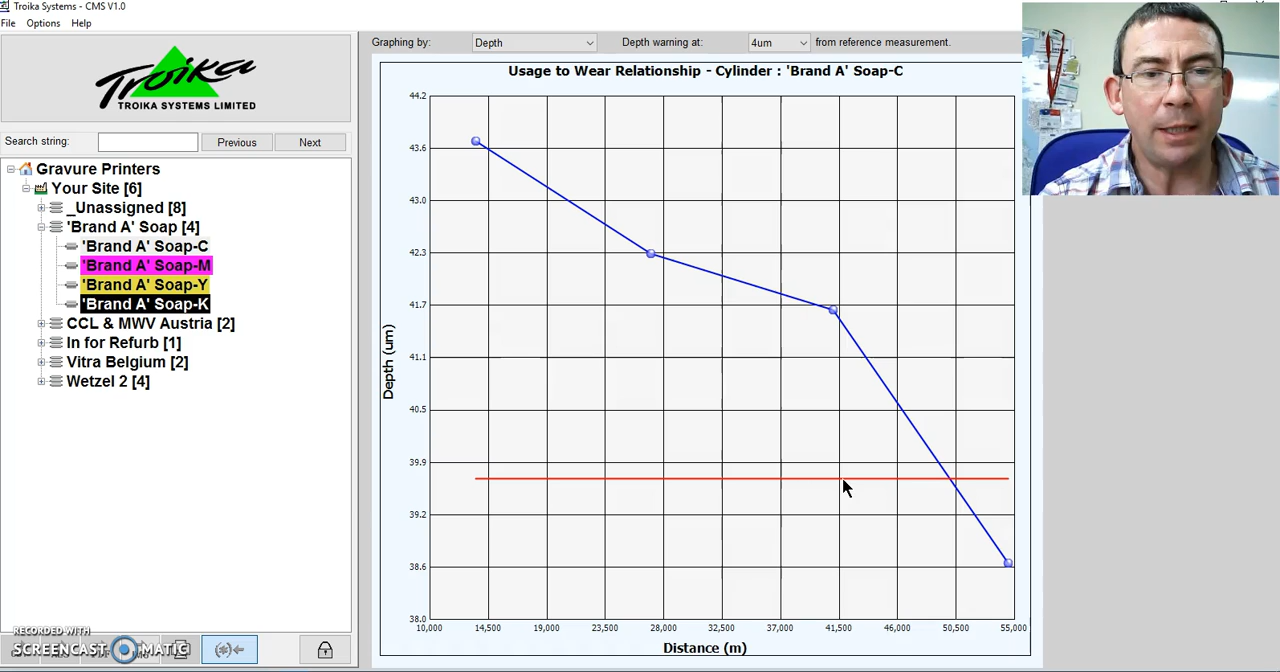 Troika Systems - CMS V1.0
File Options Help
Troika
TROIKA SYSTEMS LIMITED
Search string: Previous Next
Gravure Printers
Your Site [6]
_Unassigned [8]
'Brand A' Soap [4]
'Brand A' Soap-C
'Brand A' Soap-M
'Brand A' Soap-Y
'Brand A' Soap-K
CCL & MWV Austria [2]
In for Refurb [1]
Vitra Belgium [2]
Wetzel 2 [4]
RECORDED WITH
SCREENCAST MATIC
Graphing by: Depth Depth warning at: 4um from reference measurement.
Usage to Wear Relationship - Cylinder : 'Brand A' Soap-C
44.2
43.6
43.0
42.3
41.7
41.1
40.5
39.9
39.2
38.6
38.0
Depth (um)
10,000 14,500 19,000 23,500 28,000 32,500 37,000 41,500 46,000 50,500 55,000
Distance (m)